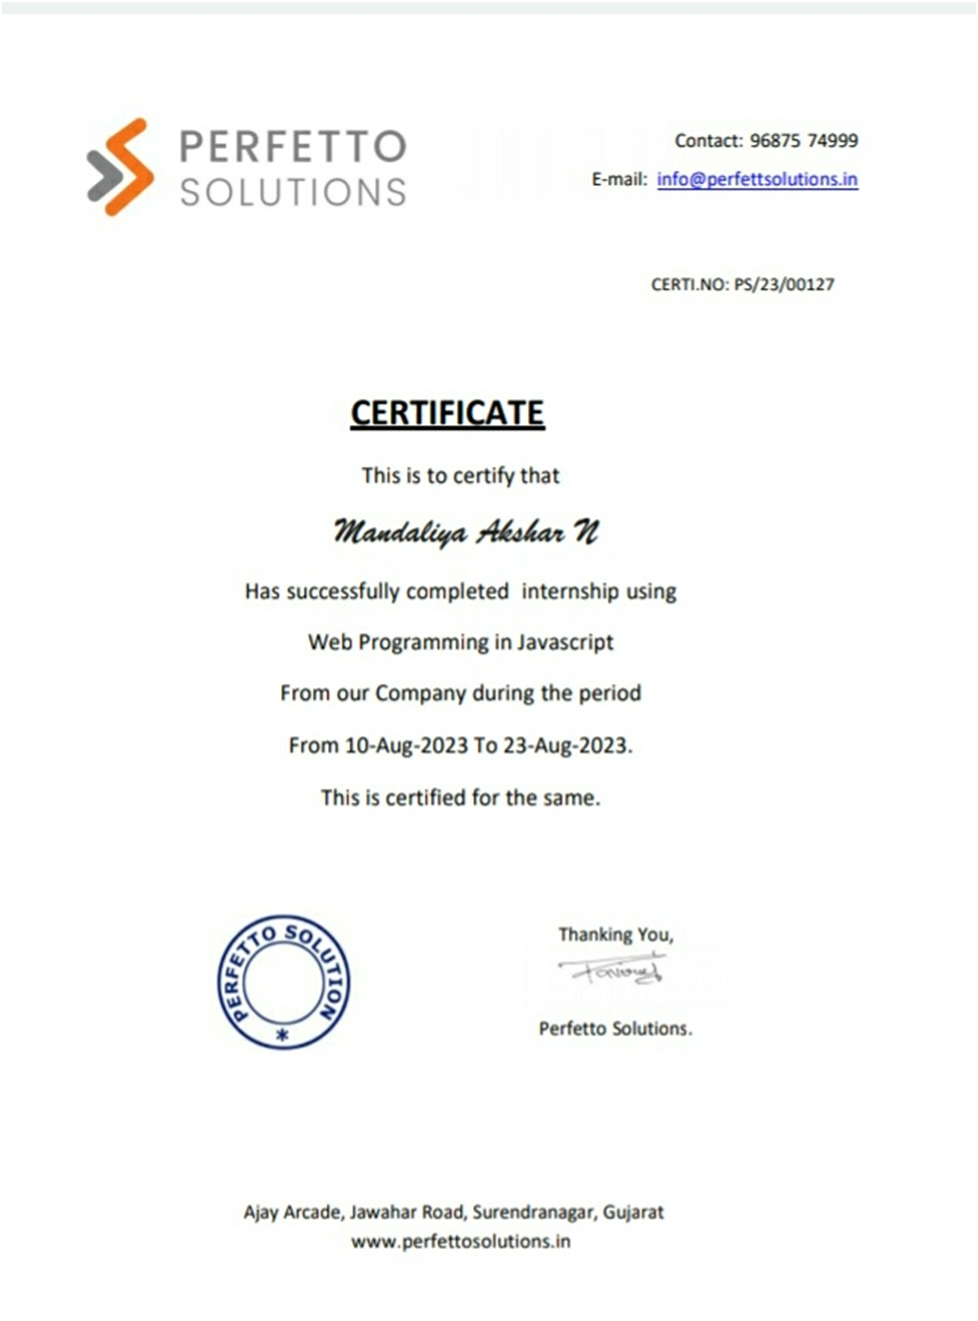 PERFETTO
SOLUTIONS
Contact: 96875 74999
E-mail: info@perfettsolutions.in
CERTI.NO: PS/23/00127
CERTIFICATE
This is to certify that
Mandaliya Akshar N
Has successfully completed internship using
Web Programming in Javascript
From our Company during the period
From 10-Aug-2023 To 23-Aug-2023.
This is certified for the same.
PERFETTO SOLUTION
*
Thanking You,
Perfetto Solutions.
Ajay Arcade, Jawahar Road, Surendranagar, Gujarat
www.perfettosolutions.in